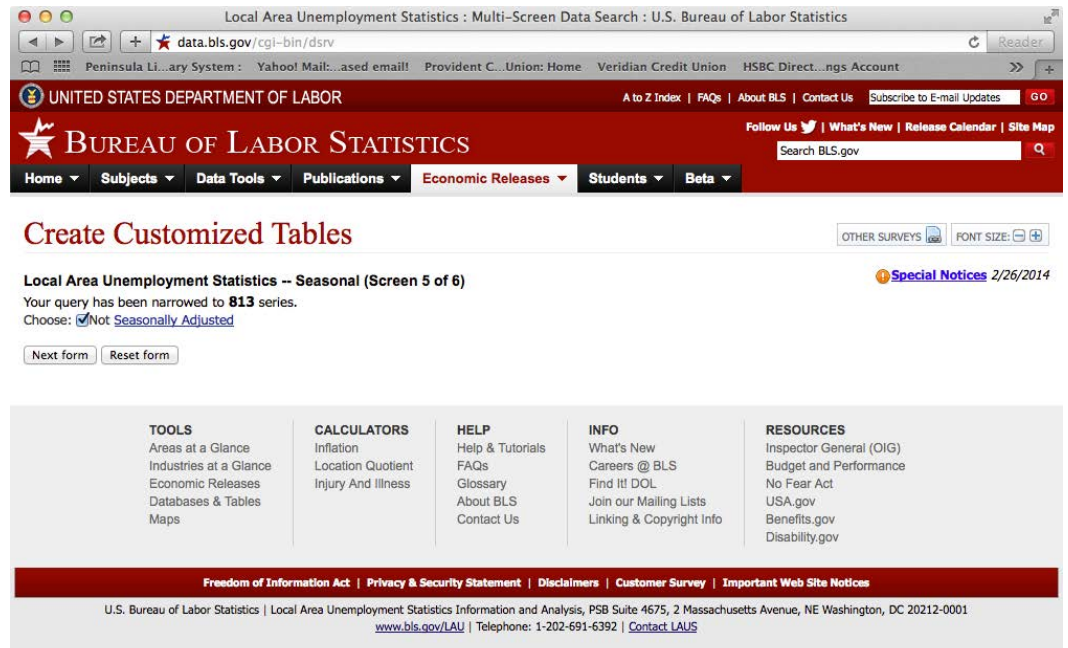 Local Area Unemployment Statistics : Multi-Screen Data Search : U.S. Bureau of Labor Statistics
data.bls.gov/cgi-bin/dsrv
Reader
Peninsula Li...ary System : Yahoo! Mail:...ased email! Provident C...Union: Home Veridian Credit Union HSBC Direct...ngs Account
UNITED STATES DEPARTMENT OF LABOR
A to Z Index | FAQs | About BLS | Contact Us Subscribe to E-mail Updates GO
Follow Us | What's New | Release Calendar | Site Map
BUREAU OF LABOR STATISTICS
Search BLS.gov
Home Subjects Data Tools Publications Economic Releases Students Beta
Create Customized Tables
OTHER SURVEYS FONT SIZE:
Local Area Unemployment Statistics -- Seasonal (Screen 5 of 6)
Special Notices 2/26/2014
Your query has been narrowed to 813 series.
Choose: Not Seasonally Adjusted
Next form Reset form
TOOLS
Areas at a Glance
Industries at a Glance
Economic Releases
Databases & Tables
Maps
CALCULATORS
Inflation
Location Quotient
Injury And Illness
HELP
Help & Tutorials
FAQs
Glossary
About BLS
Contact Us
INFO
What's New
Careers @ BLS
Find It! DOL
Join our Mailing Lists
Linking & Copyright Info
RESOURCES
Inspector General (OIG)
Budget and Performance
No Fear Act
USA.gov
Benefits.gov
Disability.gov
Freedom of Information Act | Privacy & Security Statement | Disclaimers | Customer Survey | Important Web Site Notices
U.S. Bureau of Labor Statistics | Local Area Unemployment Statistics Information and Analysis, PSB Suite 4675, 2 Massachusetts Avenue, NE Washington, DC 20212-0001
www.bls.gov/LAU | Telephone: 1-202-691-6392 | Contact LAUS